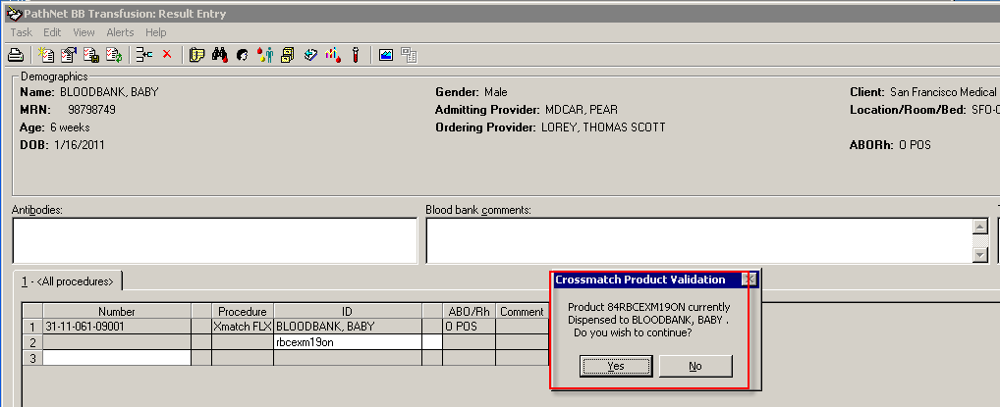 PathNet BB Transfusion: Result Entry
Task Edit View Alerts Help
Demographics
Name: BLOODBANK, BABY Gender: Male Client: San Francisco Medical
MRN: 98798749 Admitting Provider: MDCAR, PEAR Location/Room/Bed: SFO-
Age: 6 weeks Ordering Provider: LOREY, THOMAS SCOTT
DOB: 1/16/2011 ABORh: O POS
Antibodies: Blood bank comments:
1 - <All procedures>
Number Procedure ID ABO/Rh Comment
1 31-11-061-09001 Xmatch FLX BLOODBANK, BABY O POS
2 rbcexm19on
3
Crossmatch Product Validation
Product 84RBCEXM19ON currently
Dispensed to BLOODBANK, BABY .
Do you wish to continue?
Yes No